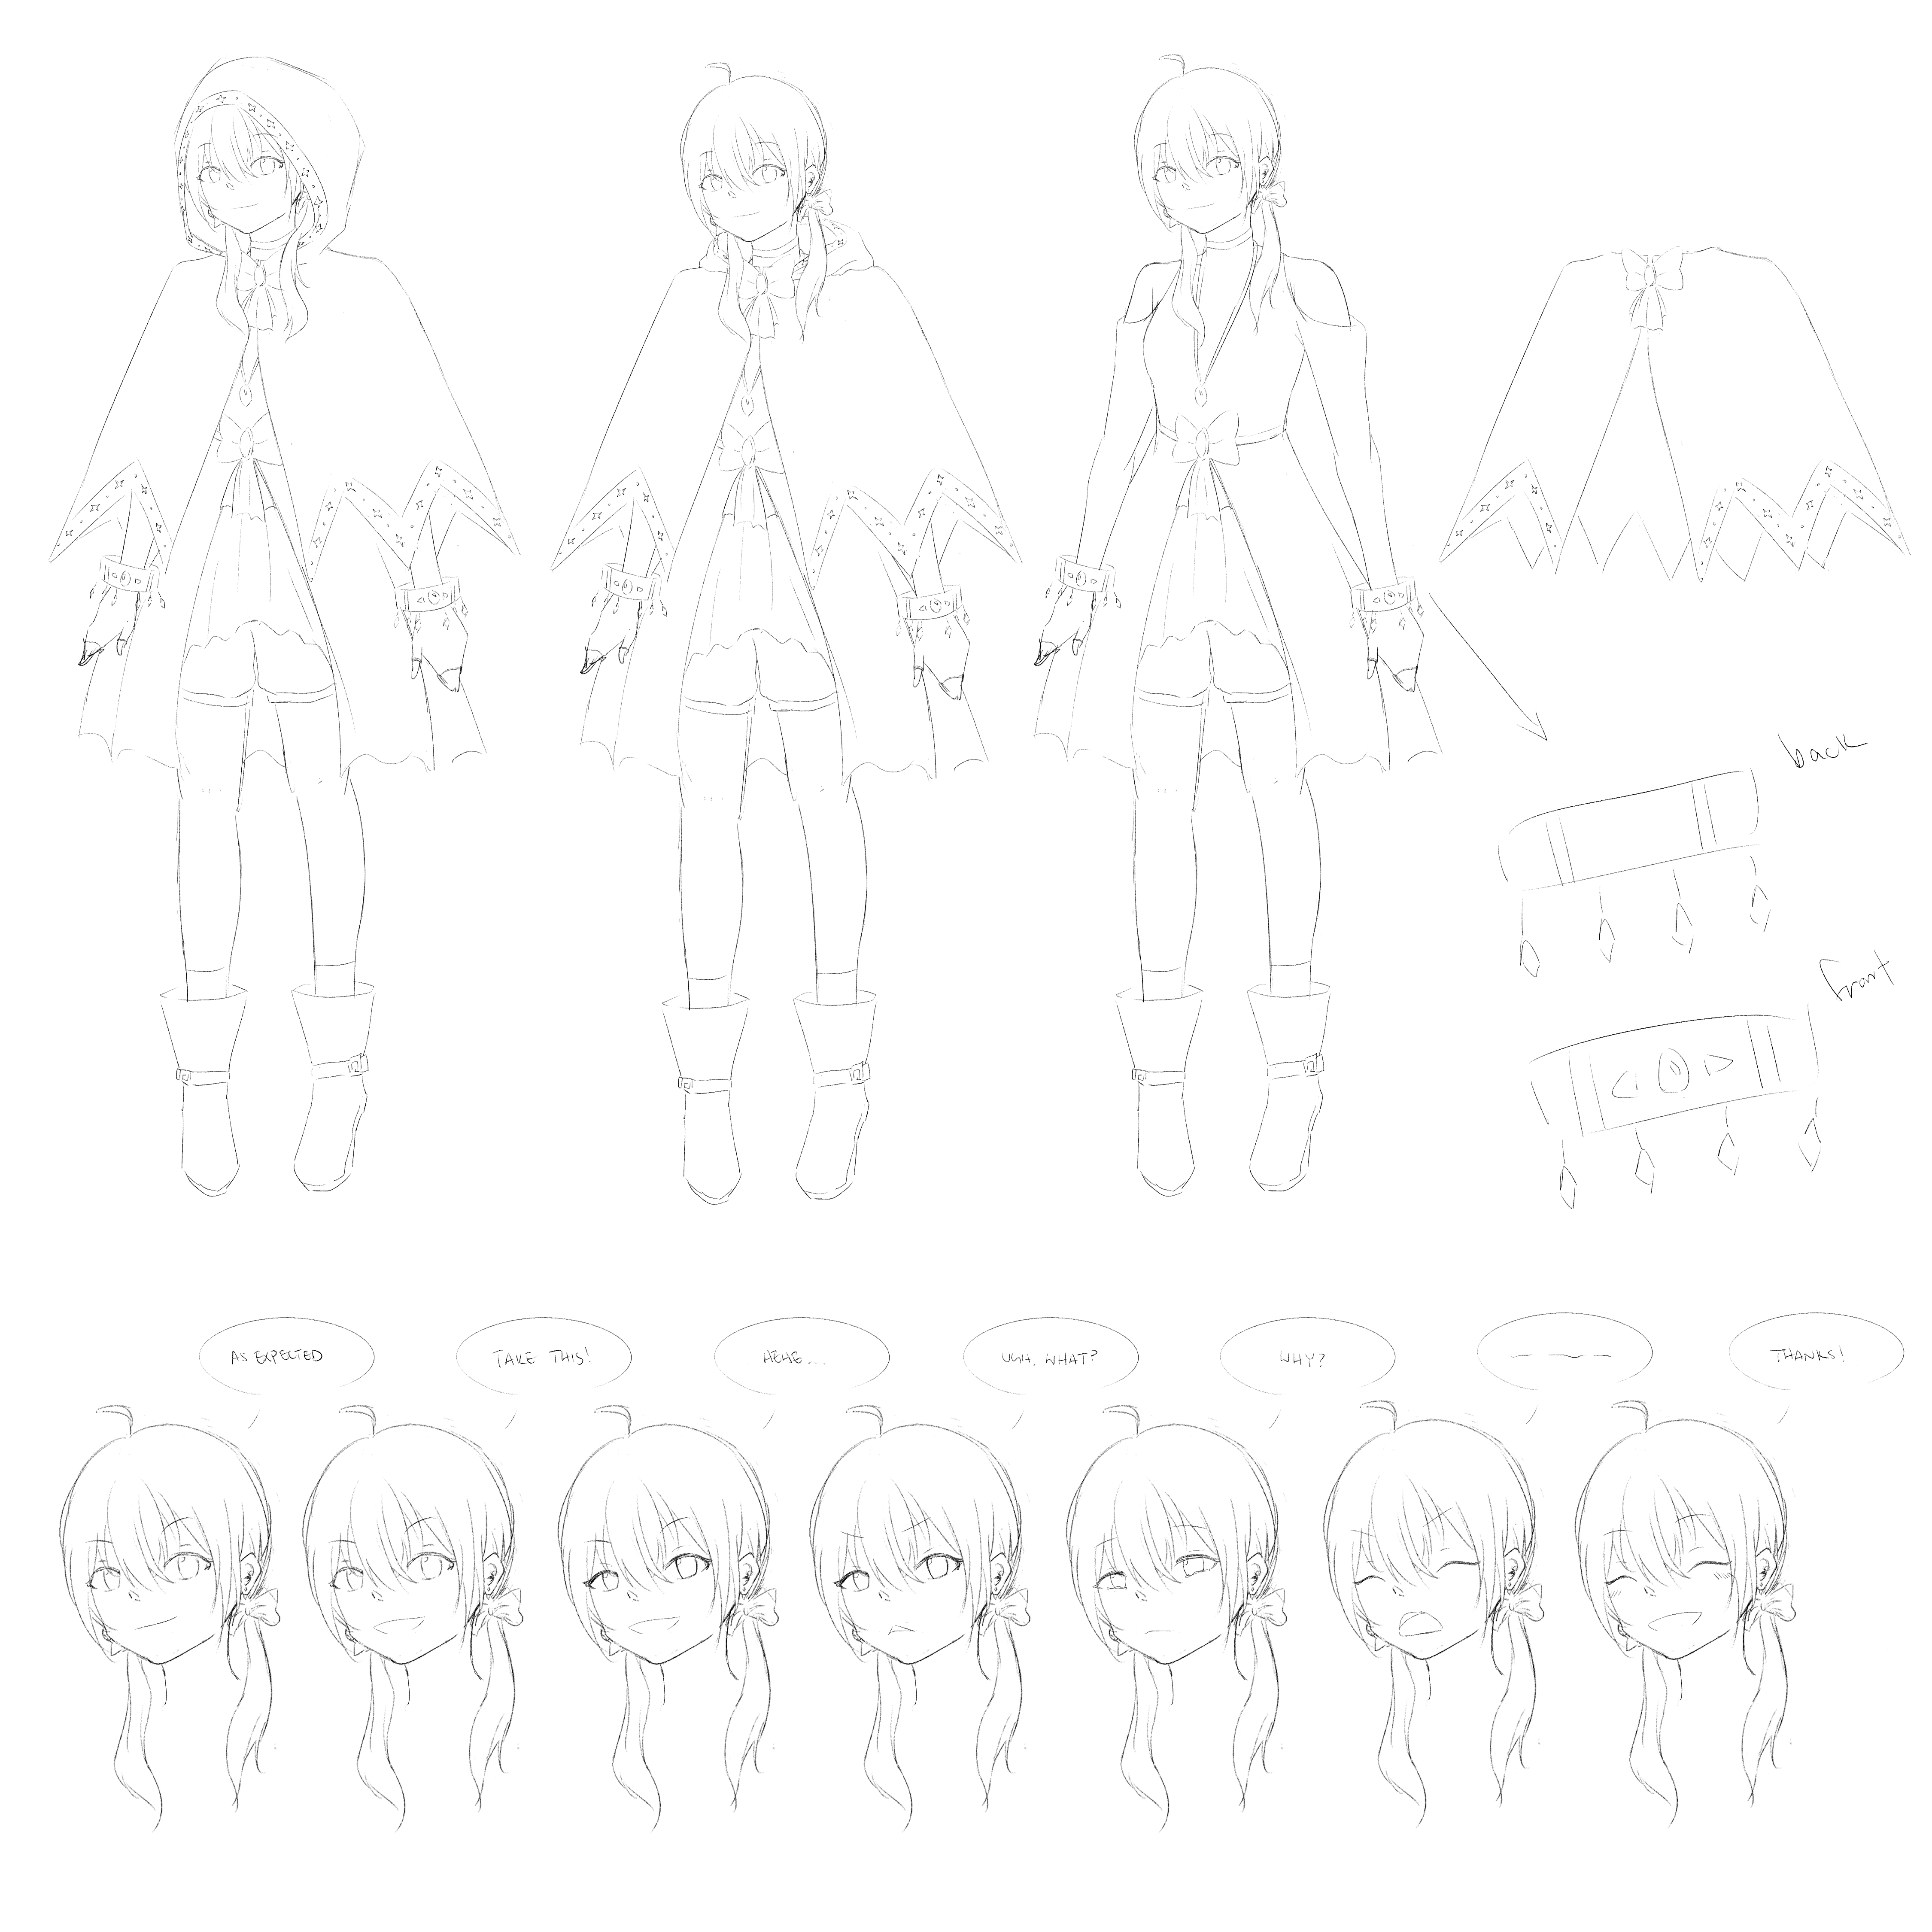 back
Front
AS EXPECTED
TAKE THIS!
HEHE...
UGH, WHAT?
WHY?
THANKS!